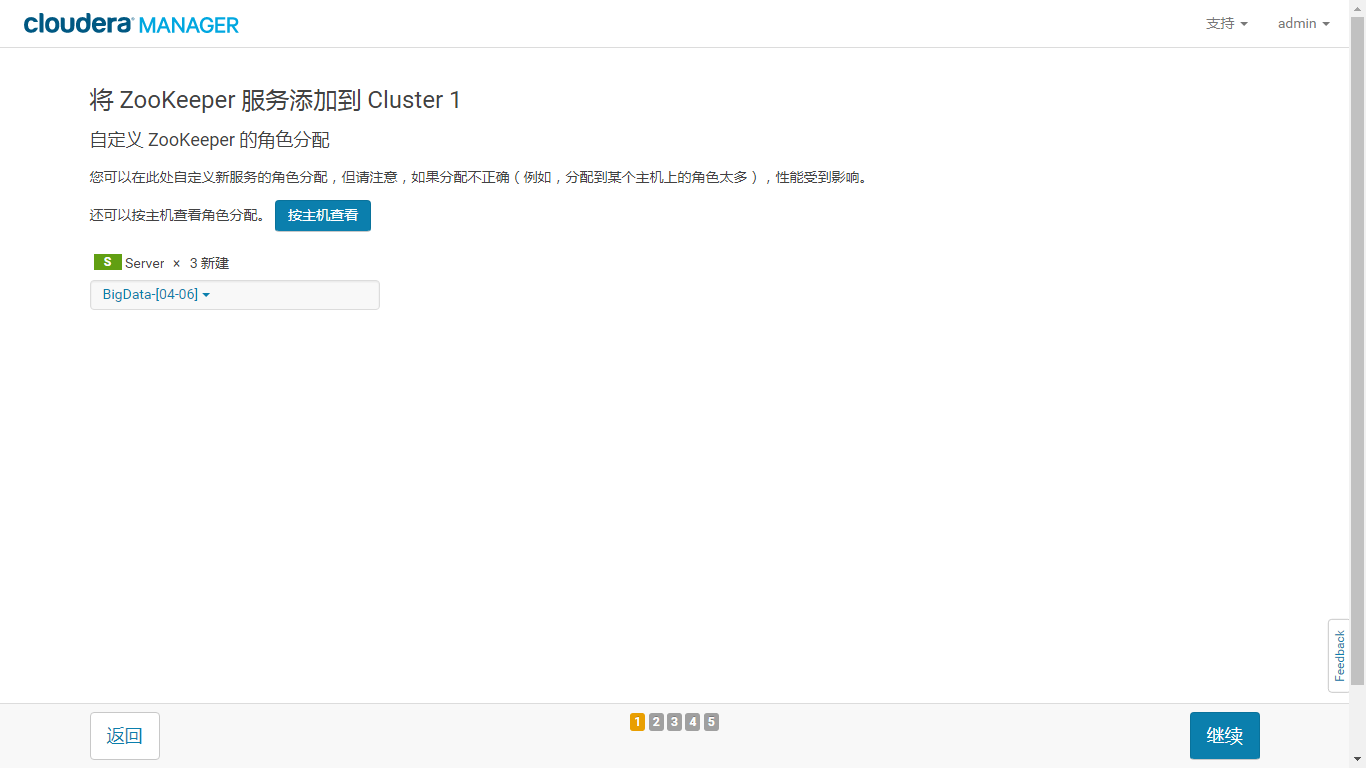 cloudera MANAGER
支持 admin
将 ZooKeeper 服务添加到 Cluster 1
自定义 ZooKeeper 的角色分配
您可以在此处自定义新服务的角色分配，但请注意，如果分配不正确（例如，分配到某个主机上的角色太多），性能受到影响。
还可以按主机查看角色分配。 按主机查看
S Server × 3 新建
BigData-[04-06]
Feedback
返回 1 2 3 4 5 继续